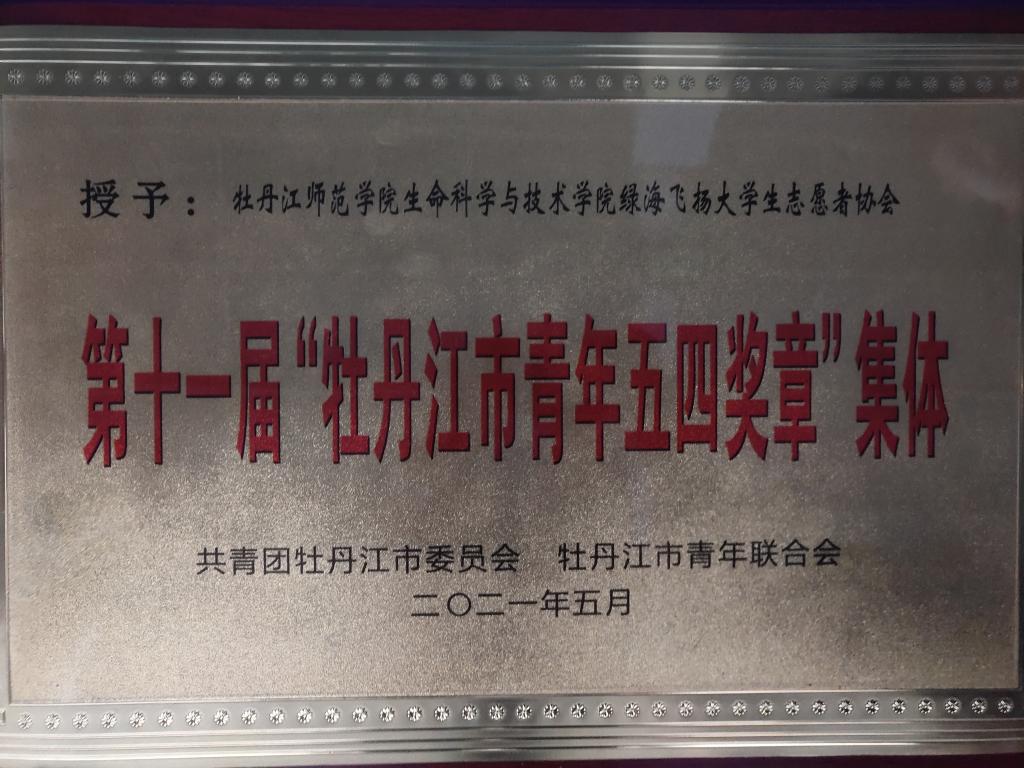 授予：牡丹江师范学院生命科学与技术学院绿海飞扬大学生志愿者协会
第十一届“牡丹江市青年五四奖章”集体
共青团牡丹江市委员会 牡丹江市青年联合会
二〇二一年五月